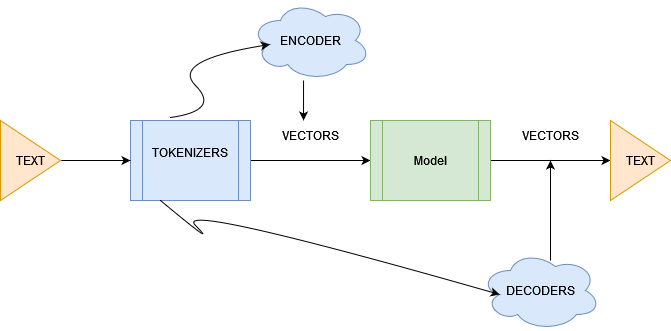 ENCODER
VECTORS
VECTORS
TEXT
TOKENIZERS
Model
TEXT
DECODERS